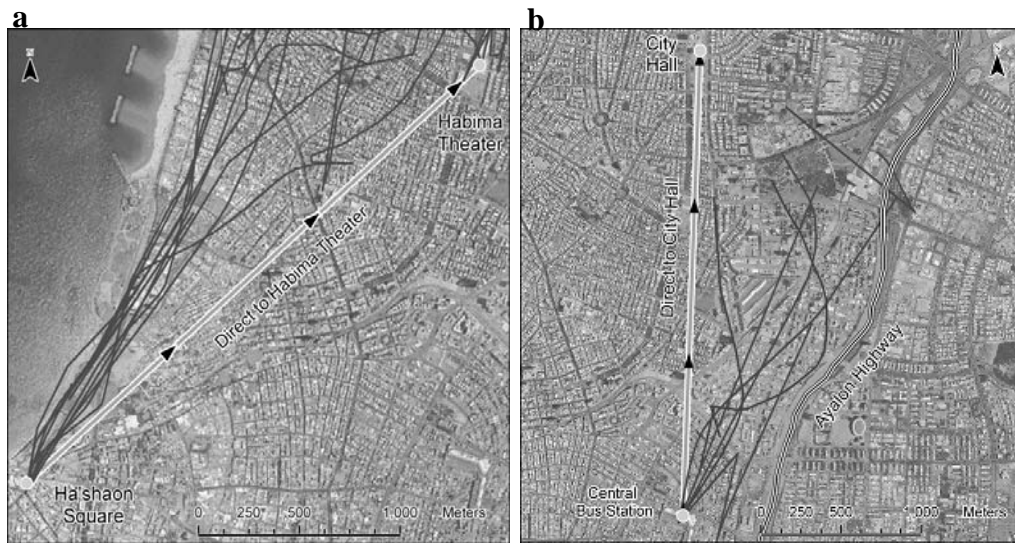 a
N
Habima
Theater
Direct to Habima Theater
Ha'shaon
Square
0 250 500 1,000
Meters
b
N
City
Hall
Direct to City Hall
Ayalon Highway
Central
Bus Station
0 250 500 1,000 Meters